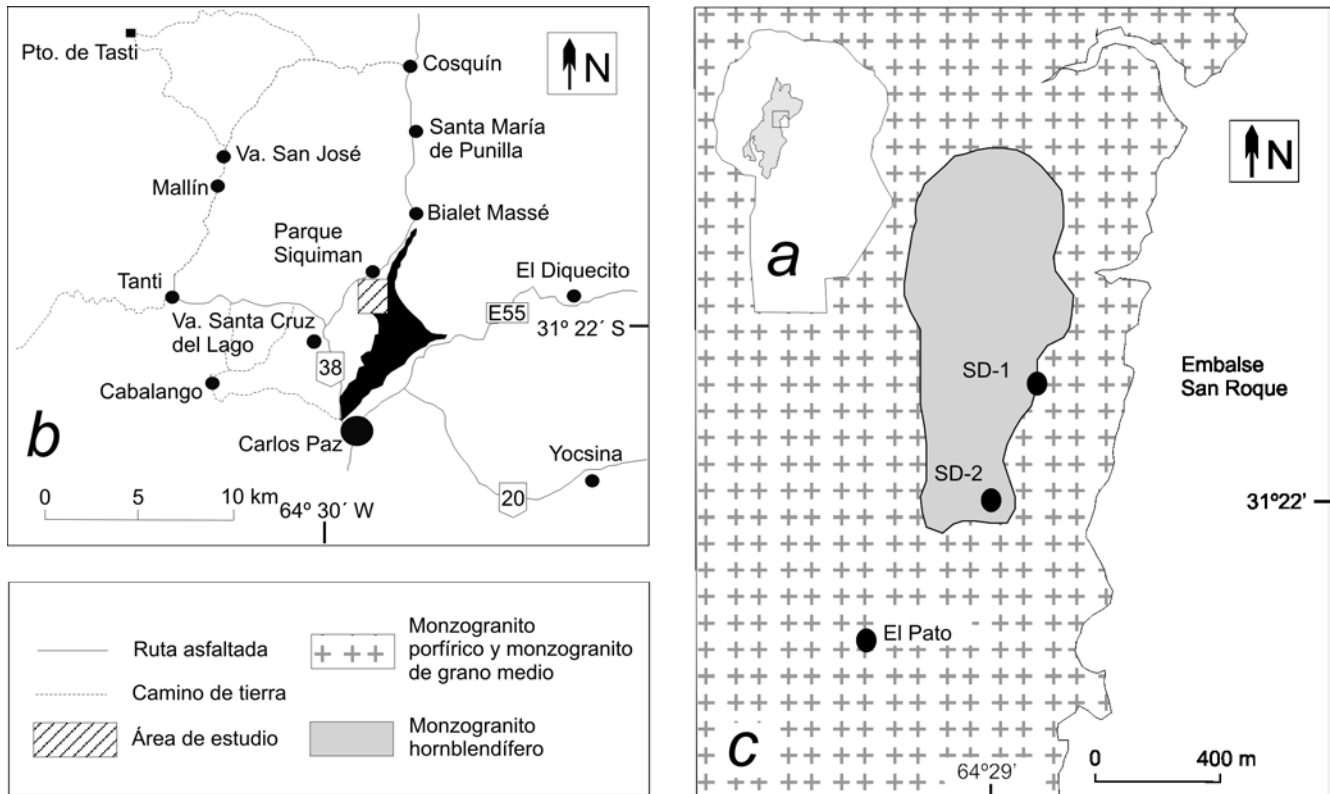 Pto. de Tasti
N
Cosquín
Santa María
de Punilla
Va. San José
Mallín
Bialet Massé
Parque
Siquiman
El Diquecito
Tanti
E55
31º 22´ S
Va. Santa Cruz
del Lago
38
Cabalango
b
Carlos Paz
Yocsina
0 5 10 km
64º 30´ W
20
Ruta asfaltada
Camino de tierra
Área de estudio
Monzogranito
porfírico y monzogranito
de grano medio
Monzogranito
hornblendífero
N
a
SD-1
Embalse
San Roque
SD-2
31º22’
El Pato
c
64º29’
0 400 m